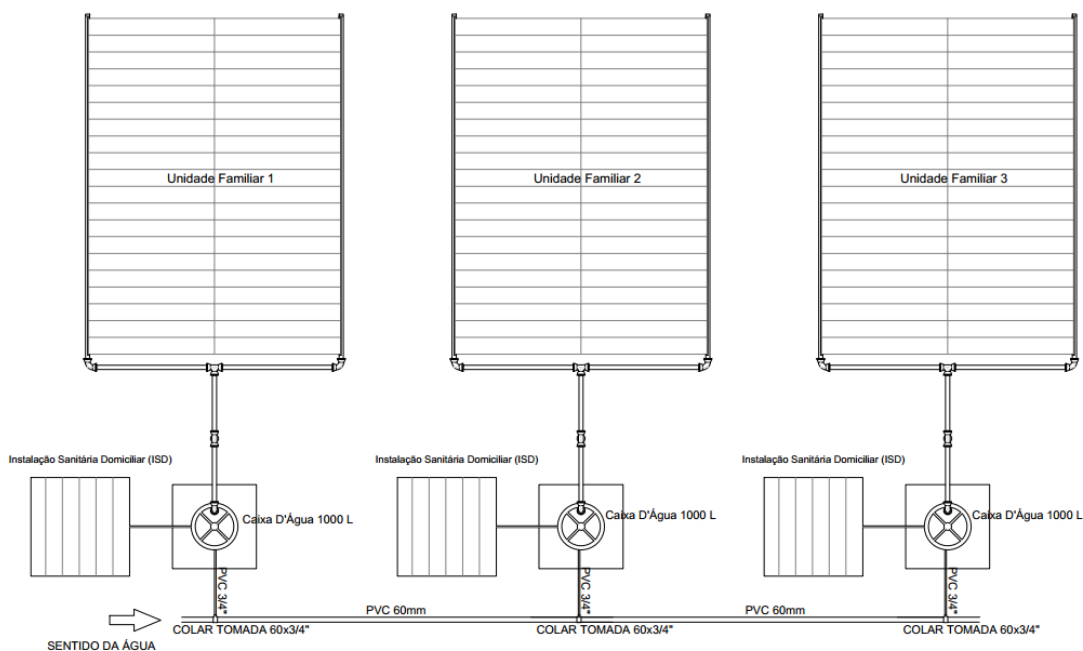 Unidade Familiar 1
Unidade Familiar 2
Unidade Familiar 3
Instalação Sanitária Domiciliar (ISD)
Instalação Sanitária Domiciliar (ISD)
Instalação Sanitária Domiciliar (ISD)
Caixa D'Água 1000 L
Caixa D'Água 1000 L
Caixa D'Água 1000 L
PVC 3/4"
PVC 3/4"
PVC 3/4"
PVC 60mm
PVC 60mm
COLAR TOMADA 60x3/4"
COLAR TOMADA 60x3/4"
COLAR TOMADA 60x3/4"
SENTIDO DA ÁGUA